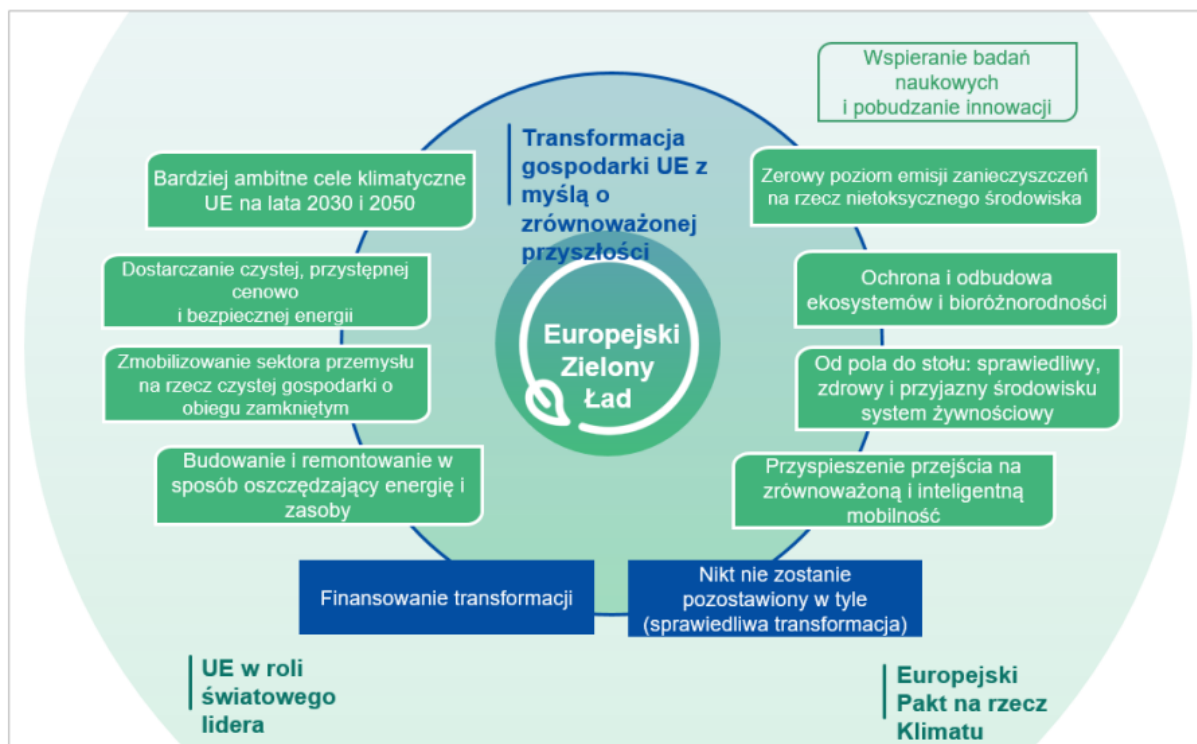 Wspieranie badań
naukowych
i pobudzanie innowacji
Transformacja
gospodarki UE z
myślą o
zrównoważonej
przyszłości
Bardziej ambitne cele klimatyczne
UE na lata 2030 i 2050
Zerowy poziom emisji zanieczyszczeń
na rzecz nietoksycznego środowiska
Dostarczanie czystej, przystępnej
cenowo
i bezpiecznej energii
Ochrona i odbudowa
ekosystemów i bioróżnorodności
Europejski
Zielony
Ład
Zmobilizowanie sektora przemysłu
na rzecz czystej gospodarki o
obiegu zamkniętym
Od pola do stołu: sprawiedliwy,
zdrowy i przyjazny środowisku
system żywnościowy
Budowanie i remontowanie w
sposób oszczędzający energię i
zasoby
Przyspieszenie przejścia na
zrównoważoną i inteligentną
mobilność
Finansowanie transformacji
Nikt nie zostanie
pozostawiony w tyle
(sprawiedliwa transformacja)
UE w roli
światowego
lidera
Europejski
Pakt na rzecz
Klimatu